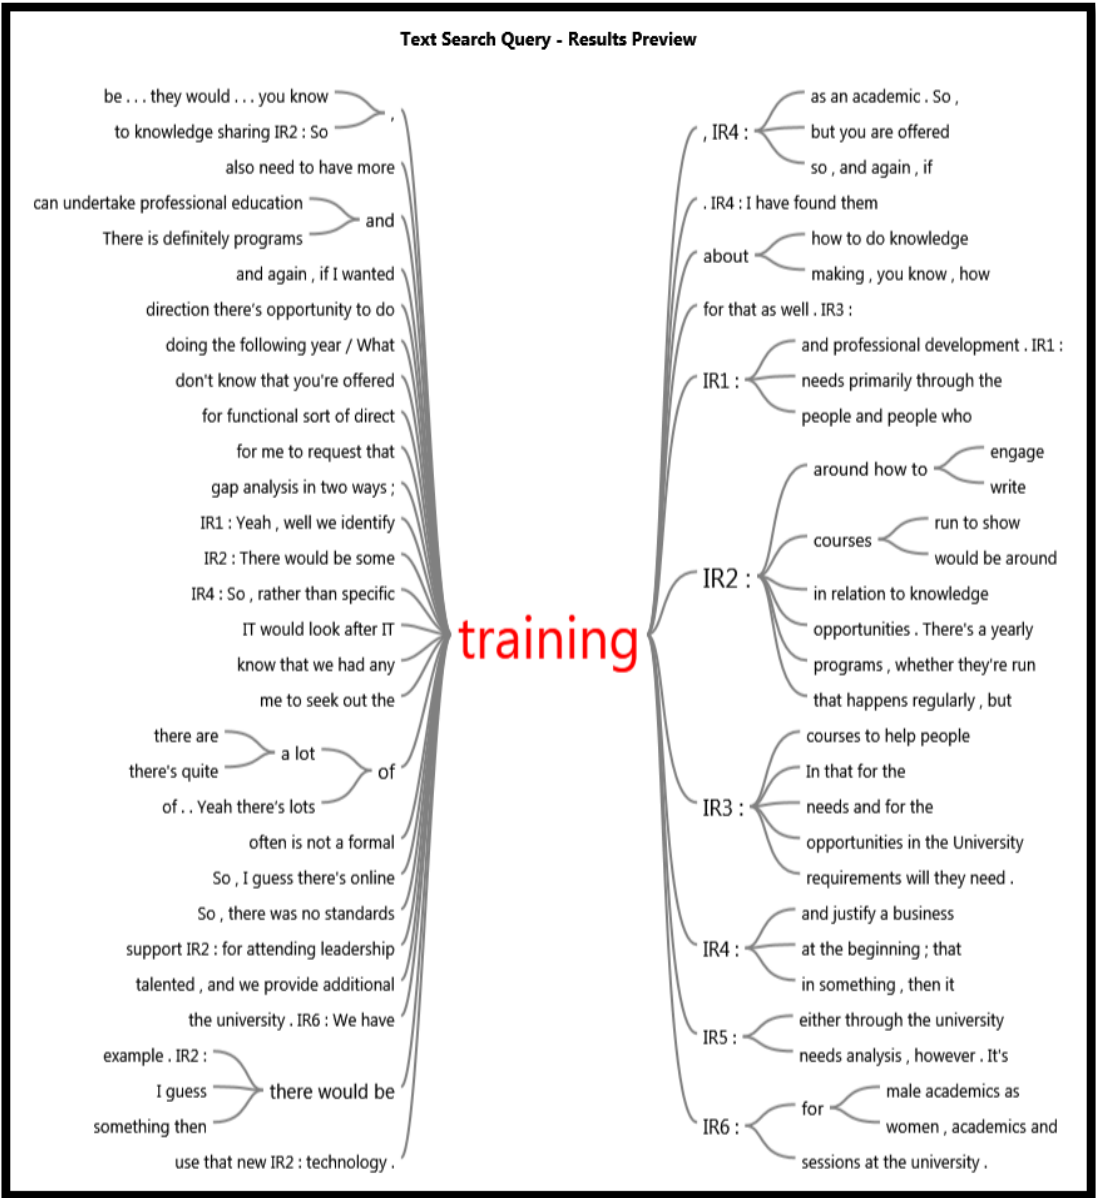 Text Search Query - Results Preview
be . . . they would . . . you know
to knowledge sharing IR2 : So
,
also need to have more
can undertake professional education
There is definitely programs
and
and again , if I wanted
direction there's opportunity to do
doing the following year / What
don't know that you're offered
for functional sort of direct
for me to request that
gap analysis in two ways ;
IR1 : Yeah , well we identify
IR2 : There would be some
IR4 : So , rather than specific
IT would look after IT
know that we had any
me to seek out the
there are
there's quite
a lot
of . . Yeah there's lots
of
often is not a formal
So , I guess there's online
So , there was no standards
support IR2 : for attending leadership
talented , and we provide additional
the university . IR6 : We have
example . IR2 :
I guess
something then
there would be
use that new IR2 : technology .
training
, IR4 :
as an academic . So ,
but you are offered
so , and again , if
. IR4 : I have found them
about
how to do knowledge
making , you know , how
for that as well . IR3 :
IR1 :
and professional development . IR1 :
needs primarily through the
people and people who
IR2 :
around how to
engage
write
courses
run to show
would be around
in relation to knowledge
opportunities . There's a yearly
programs , whether they're run
that happens regularly , but
IR3 :
courses to help people
In that for the
needs and for the
opportunities in the University
requirements will they need .
IR4 :
and justify a business
at the beginning ; that
in something , then it
IR5 :
either through the university
needs analysis , however . It's
IR6 :
for
male academics as
women , academics and
sessions at the university .